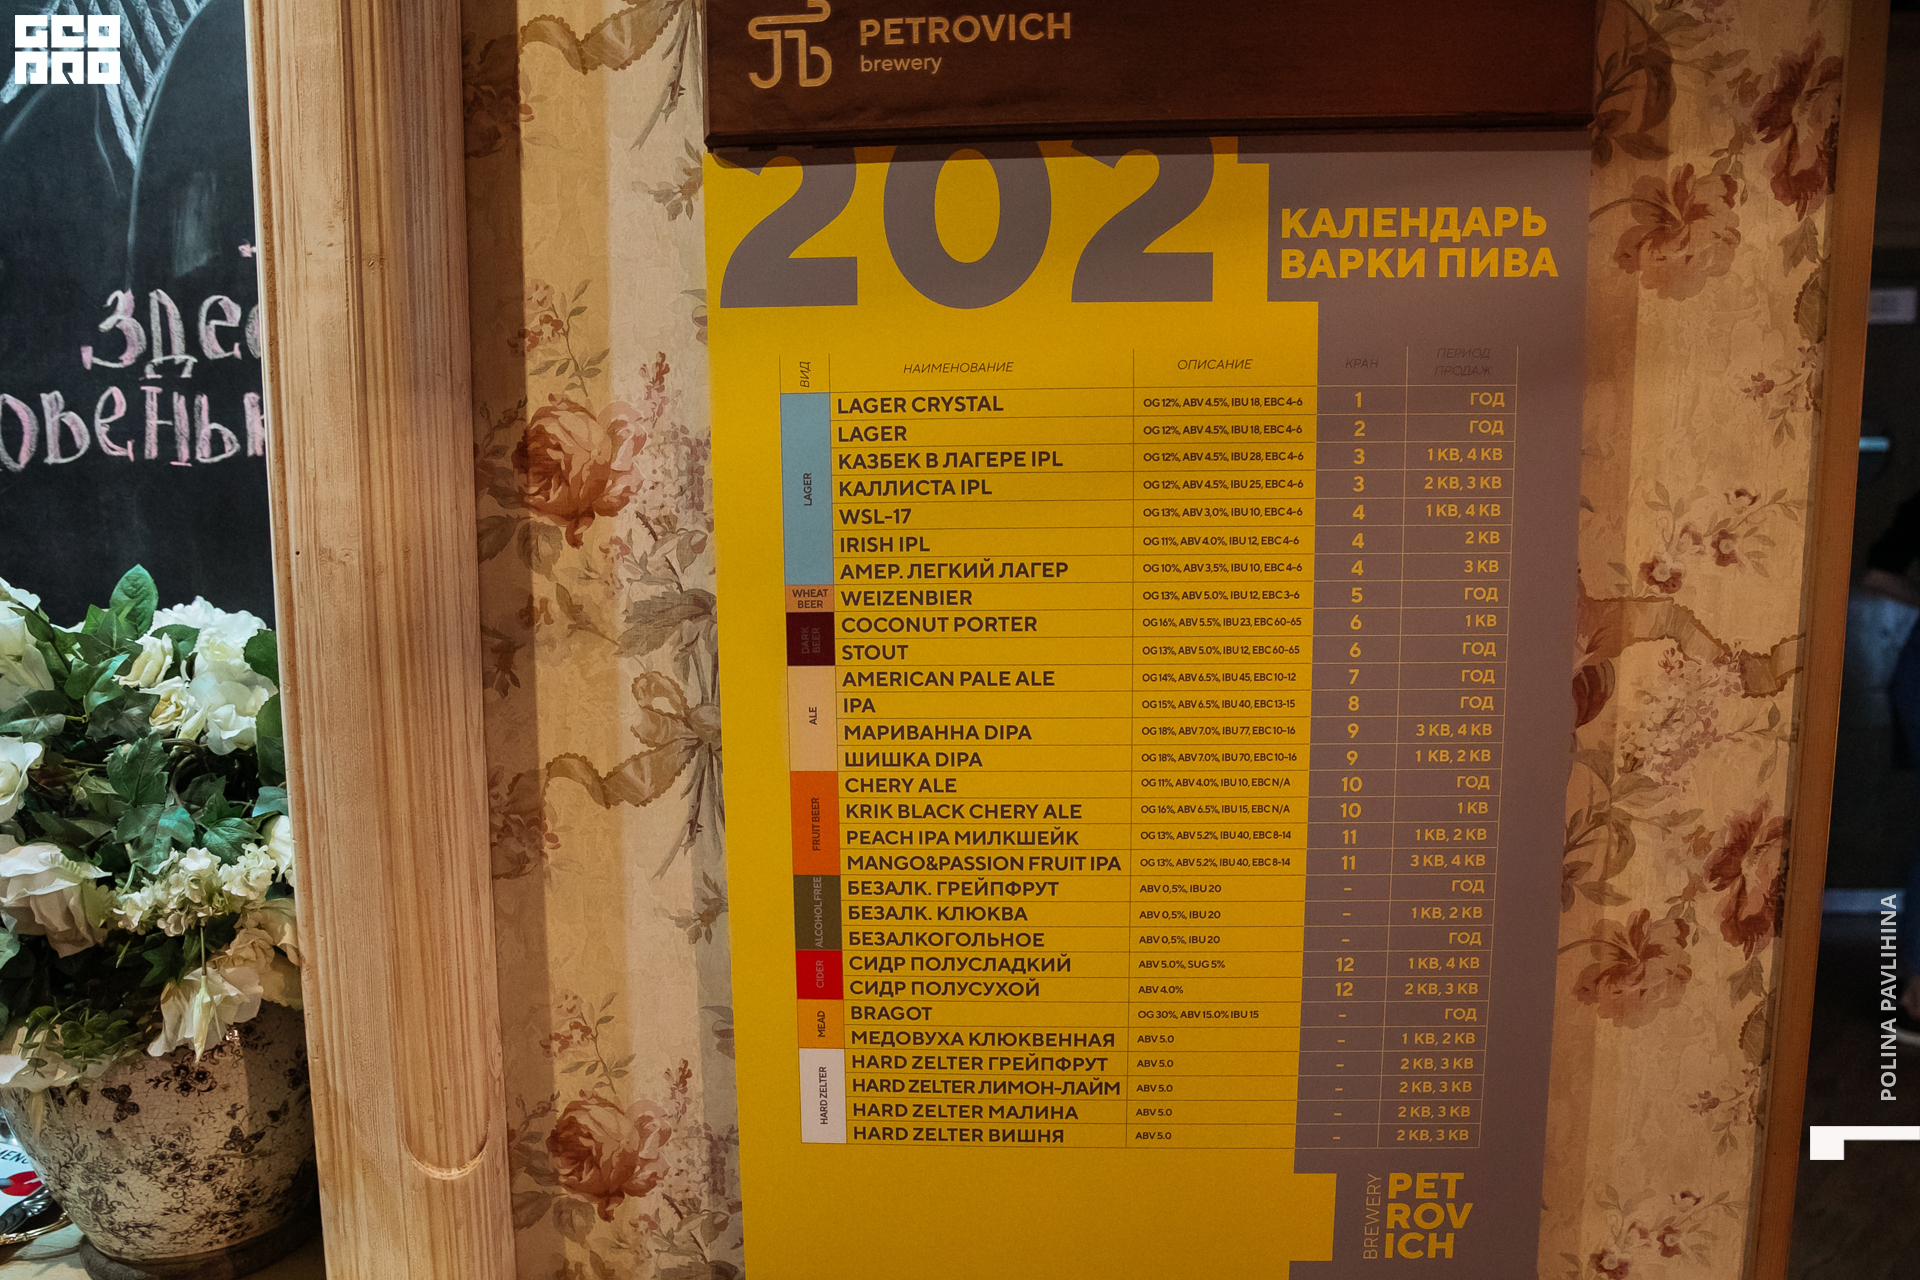 GEO
PRO
PETROVICH
brewery
2021
КАЛЕНДАРЬ
ВАРКИ ПИВА
ВИД НАИМЕНОВАНИЕ ОПИСАНИЕ КРАН ПЕРИОД ПРОДАЖ
LAGER
LAGER CRYSTAL OG 12%, ABV 4.5%, IBU 18, EBC 4-6 1 ГОД
LAGER OG 12%, ABV 4.5%, IBU 18, EBC 4-6 2 ГОД
КАЗБЕК В ЛАГЕРЕ IPL OG 12%, ABV 4.5%, IBU 28, EBC 4-6 3 1 КВ, 4 КВ
КАЛЛИСТА IPL OG 12%, ABV 4.5%, IBU 25, EBC 4-6 3 2 КВ, 3 КВ
WSL-17 OG 13%, ABV 3,0%, IBU 10, EBC 4-6 4 1 КВ, 4 КВ
IRISH IPL OG 11%, ABV 4.0%, IBU 12, EBC 4-6 4 2 КВ
АМЕР. ЛЕГКИЙ ЛАГЕР OG 10%, ABV 3,5%, IBU 10, EBC 4-6 4 3 КВ
WHEAT BEER
WEIZENBIER OG 13%, ABV 5.0%, IBU 12, EBC 3-6 5 ГОД
DARK BEER
COCONUT PORTER OG 16%, ABV 5.5%, IBU 23, EBC 60-65 6 1 КВ
STOUT OG 13%, ABV 5.0%, IBU 12, EBC 60-65 6 ГОД
ALE
AMERICAN PALE ALE OG 14%, ABV 6.5%, IBU 45, EBC 10-12 7 ГОД
IPA OG 15%, ABV 6.5%, IBU 40, EBC 13-15 8 ГОД
МАРИВАННА DIPA OG 18%, ABV 7.0%, IBU 77, EBC 10-16 9 3 КВ, 4 КВ
ШИШКА DIPA OG 18%, ABV 7.0%, IBU 70, EBC 10-16 9 1 КВ, 2 КВ
FRUIT BEER
CHERY ALE OG 11%, ABV 4.0%, IBU 10, EBC N/A 10 ГОД
KRIK BLACK CHERY ALE OG 16%, ABV 6.5%, IBU 15, EBC N/A 10 1 КВ
PEACH IPA МИЛКШЕЙК OG 13%, ABV 5.2%, IBU 40, EBC 8-14 11 1 КВ, 2 КВ
MANGO&PASSION FRUIT IPA OG 13%, ABV 5.2%, IBU 40, EBC 8-14 11 3 КВ, 4 КВ
ALCOHOL FREE
БЕЗАЛК. ГРЕЙПФРУТ ABV 0,5%, IBU 20 – ГОД
БЕЗАЛК. КЛЮКВА ABV 0,5%, IBU 20 – 1 КВ, 2 КВ
БЕЗАЛКОГОЛЬНОЕ ABV 0,5%, IBU 20 – ГОД
CIDER
СИДР ПОЛУСЛАДКИЙ ABV 5.0%, SUG 5% 12 1 КВ, 4 КВ
СИДР ПОЛУСУХОЙ ABV 4.0% 12 2 КВ, 3 КВ
MEAD
BRAGOT OG 30%, ABV 15.0% IBU 15 – ГОД
МЕДОВУХА КЛЮКВЕННАЯ ABV 5.0 – 1 КВ, 2 КВ
HARD ZELTER
HARD ZELTER ГРЕЙПФРУТ ABV 5.0 – 2 КВ, 3 КВ
HARD ZELTER ЛИМОН-ЛАЙМ ABV 5.0 – 2 КВ, 3 КВ
HARD ZELTER МАЛИНА ABV 5.0 – 2 КВ, 3 КВ
HARD ZELTER ВИШНЯ ABV 5.0 – 2 КВ, 3 КВ
BREWERY
PET
ROV
ICH
POLINA PAVLIHINA